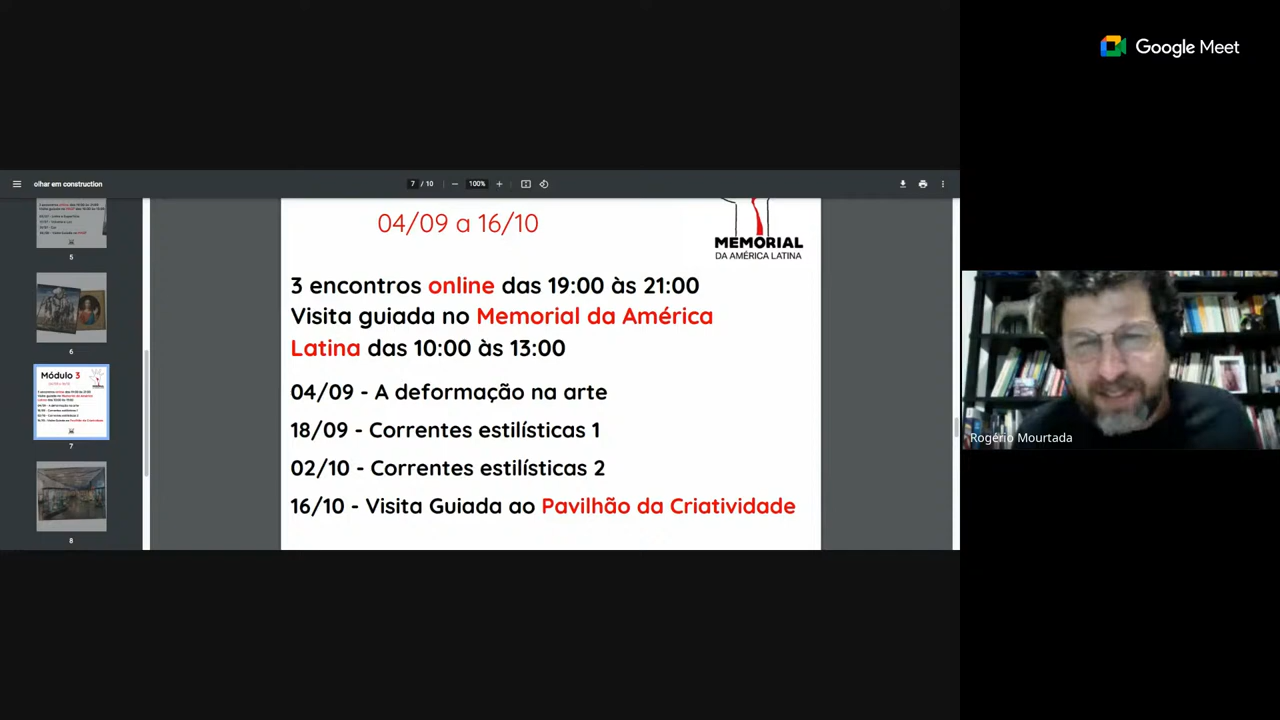 Google Meet
olhar em construction
7 / 10
100%
5
6
Módulo 3
7
8
04/09 a 16/10
MEMORIAL
DA AMÉRICA LATINA
3 encontros online das 19:00 às 21:00
Visita guiada no Memorial da América
Latina das 10:00 às 13:00
04/09 - A deformação na arte
18/09 - Correntes estilísticas 1
02/10 - Correntes estilísticas 2
16/10 - Visita Guiada ao Pavilhão da Criatividade
Rogério Mourtada